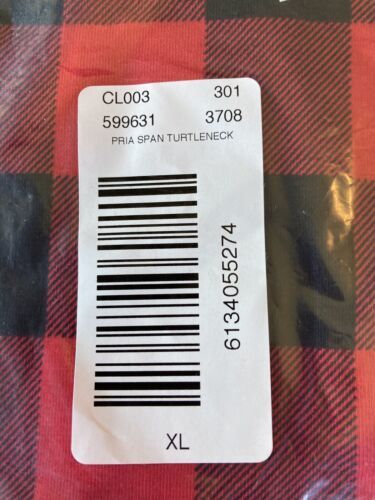 CL003 301
599631 3708
PRIA SPAN TURTLENECK
6134055274
XL